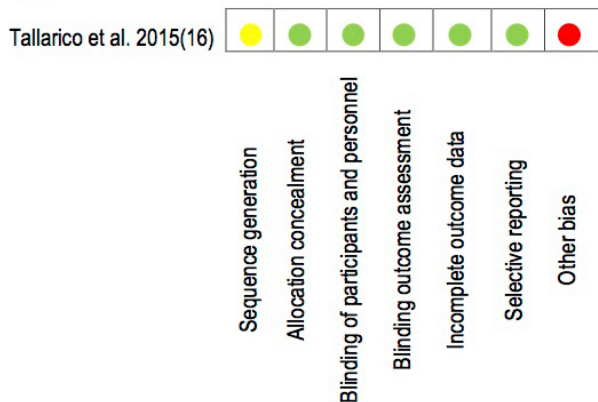 Tallarico et al. 2015(16)
Sequence generation
Allocation concealment
Blinding of participants and personnel
Blinding outcome assessment
Incomplete outcome data
Selective reporting
Other bias